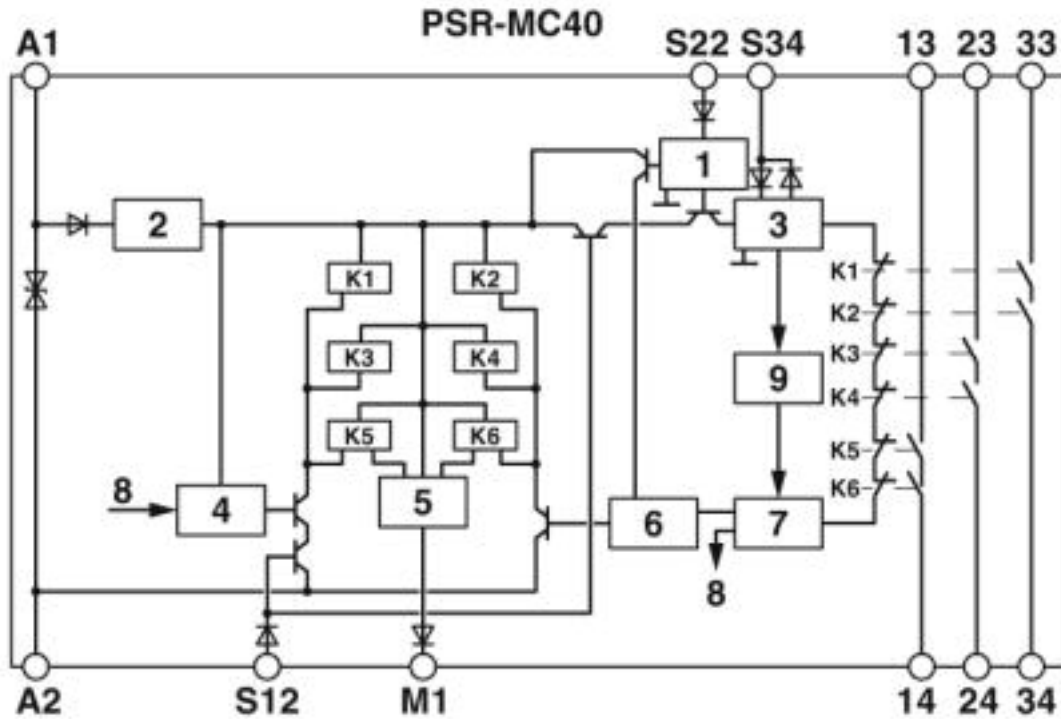 PSR-MC40
A1 S22 S34 13 23 33
1
2 3
K1 K2 K1
K2
K3 K4 9 K3
K4
K5 K6 K5
8 4 5 6 7 K6
8
A2 S12 M1 14 24 34